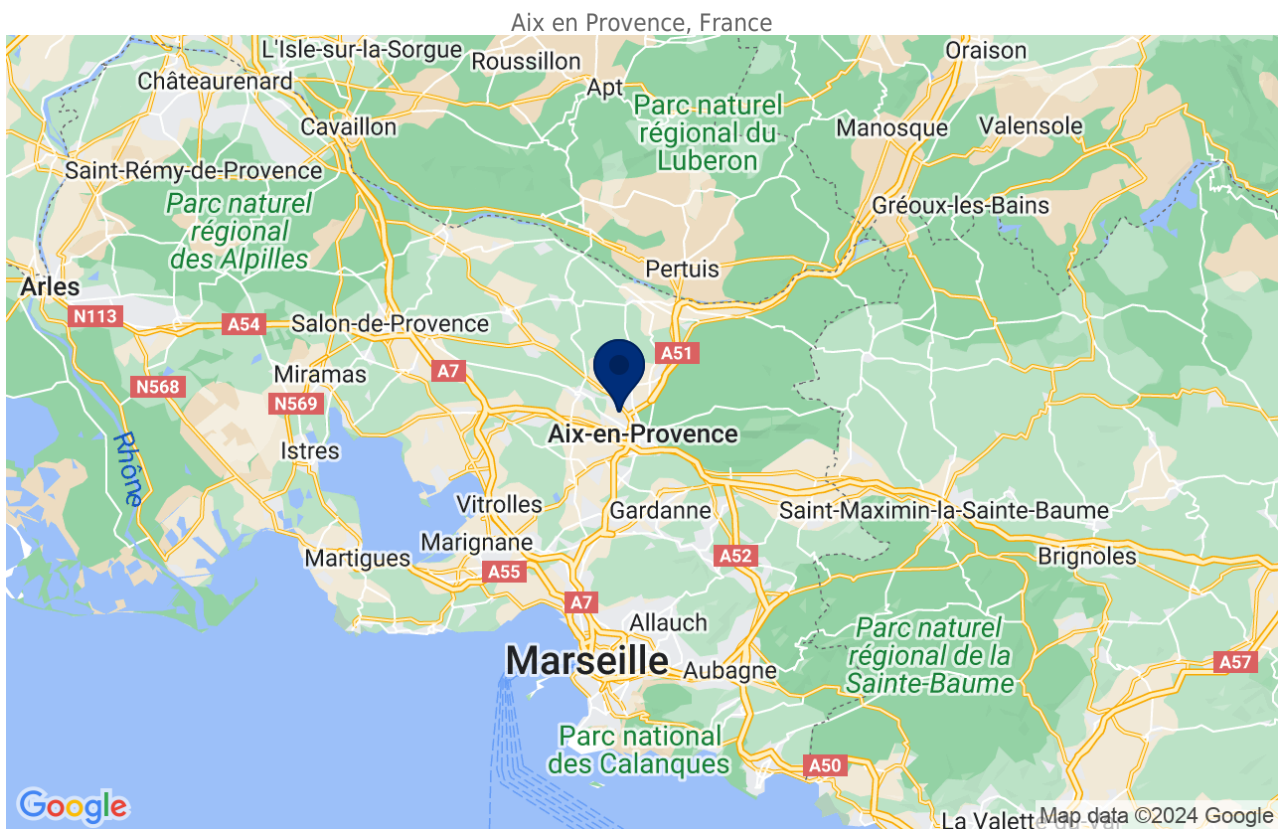 Aix en Provence, France
L'Isle-sur-la-Sorgue
Roussillon
Oraison
Châteaurenard
Apt
Parc naturel
régional du
Luberon
Cavaillon
Manosque
Valensole
Saint-Rémy-de-Provence
Parc naturel
régional
des Alpilles
Gréoux-les-Bains
Pertuis
Arles
N113
A54
Salon-de-Provence
A51
Miramas
A7
N568
N569
Aix-en-Provence
Istres
Rhône
Vitrolles
Gardanne
Saint-Maximin-la-Sainte-Baume
Marignane
Martigues
A52
Brignoles
A55
A7
Allauch
Parc naturel
régional de la
Sainte-Baume
Marseille
Aubagne
A57
Parc national
des Calanques
A50
Google
La Valette-du-Var
Map data ©2024 Google